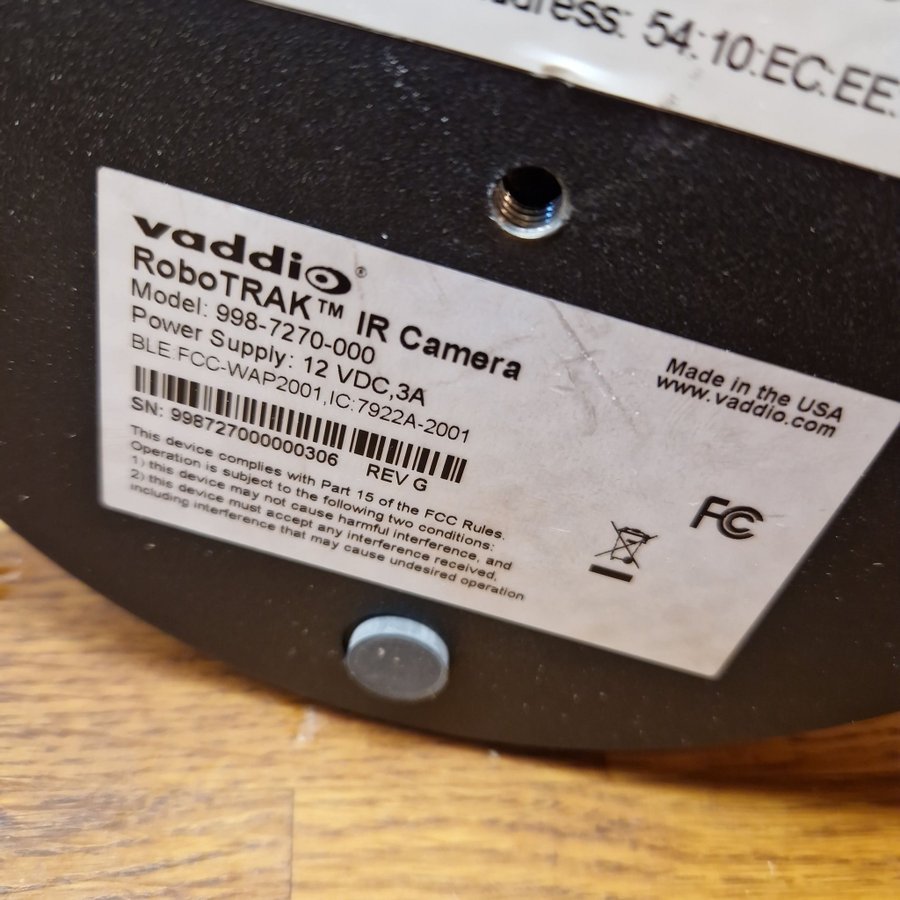 address: 54:10:EC:EE:
vaddio®
RoboTRAK™ IR Camera
Model: 998-7270-000
Power Supply: 12 VDC,3A
BLE:FCC-WAP2001,IC:7922A-2001
SN: 998727000000306 REV G
This device complies with Part 15 of the FCC Rules.
Operation is subject to the following two conditions:
1) this device may not cause harmful interference, and
2) this device must accept any interference received,
including interference that may cause undesired operation
Made in the USA
www.vaddio.com
FC